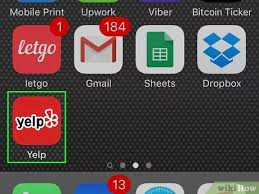 Mobile Print Upwork Viber Bitcoin Ticker
1 184
letgo
letgo Gmail Sheets Dropbox
yelp
Yelp
13
wikiHow